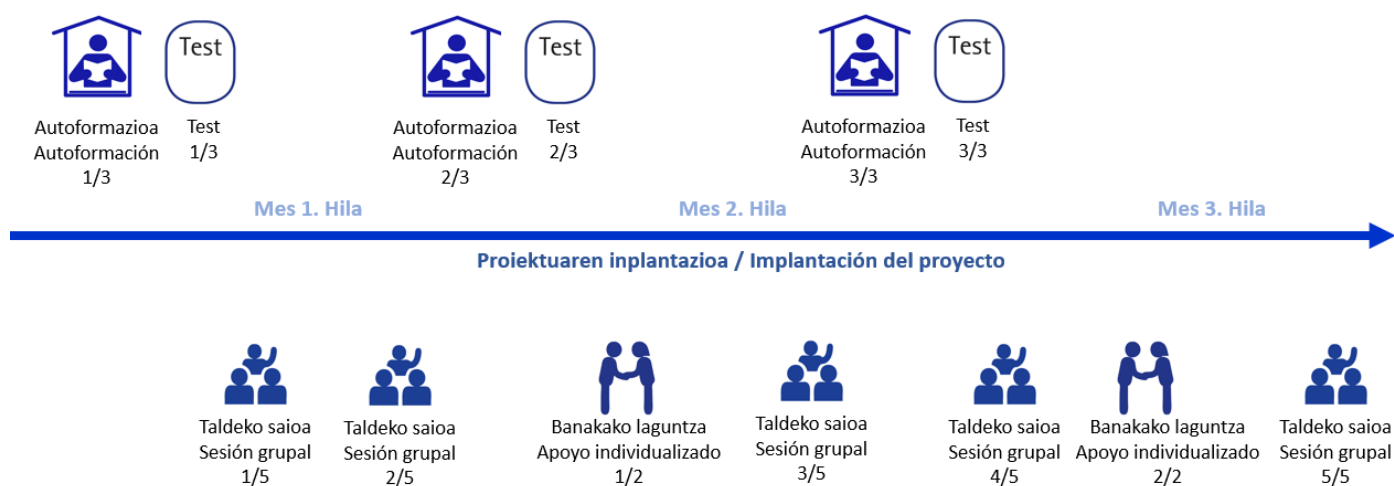 Test
Test
Test
Autoformazioa
Autoformación
1/3
Test
1/3
Autoformazioa
Autoformación
2/3
Test
2/3
Autoformazioa
Autoformación
3/3
Test
3/3
Mes 1. Hila
Mes 2. Hila
Mes 3. Hila
Proiektuaren inplantazioa / Implantación del proyecto
Taldeko saioa
Sesión grupal
1/5
Taldeko saioa
Sesión grupal
2/5
Banakako laguntza
Apoyo individualizado
1/2
Taldeko saioa
Sesión grupal
3/5
Taldeko saioa
Sesión grupal
4/5
Banakako laguntza
Apoyo individualizado
2/2
Taldeko saioa
Sesión grupal
5/5